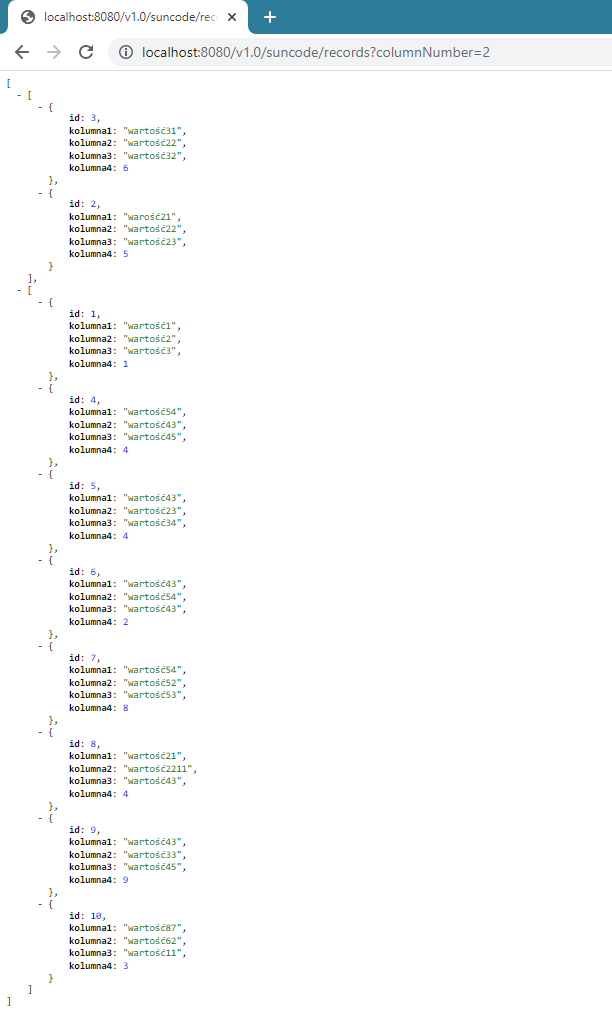 localhost:8080/v1.0/suncode/reco
localhost:8080/v1.0/suncode/records?columnNumber=2
[
- [
- {
id: 3,
kolumna1: "wartość31",
kolumna2: "wartość22",
kolumna3: "wartość32",
kolumna4: 6
},
- {
id: 2,
kolumna1: "warość21",
kolumna2: "wartość22",
kolumna3: "wartość23",
kolumna4: 5
}
],
- [
- {
id: 1,
kolumna1: "wartość1",
kolumna2: "wartość2",
kolumna3: "wartość3",
kolumna4: 1
},
- {
id: 4,
kolumna1: "wartość54",
kolumna2: "wartość43",
kolumna3: "wartość45",
kolumna4: 4
},
- {
id: 5,
kolumna1: "wartość43",
kolumna2: "wartość23",
kolumna3: "wartość34",
kolumna4: 4
},
- {
id: 6,
kolumna1: "wartość43",
kolumna2: "wartość54",
kolumna3: "wartość43",
kolumna4: 2
},
- {
id: 7,
kolumna1: "wartość54",
kolumna2: "wartość52",
kolumna3: "wartość53",
kolumna4: 8
},
- {
id: 8,
kolumna1: "wartość21",
kolumna2: "wartość2211",
kolumna3: "wartość43",
kolumna4: 4
},
- {
id: 9,
kolumna1: "wartość43",
kolumna2: "wartość33",
kolumna3: "wartość45",
kolumna4: 9
},
- {
id: 10,
kolumna1: "wartość87",
kolumna2: "wartość62",
kolumna3: "wartość11",
kolumna4: 3
}
]
]